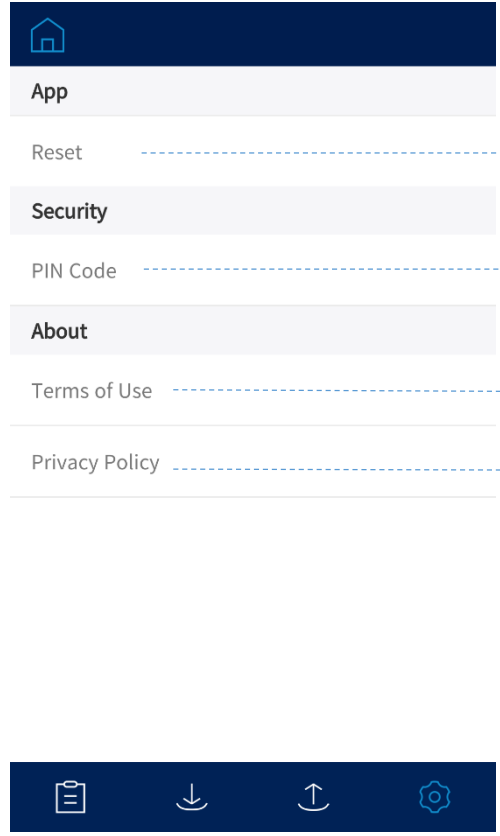 App
Reset
Security
PIN Code
About
Terms of Use
Privacy Policy